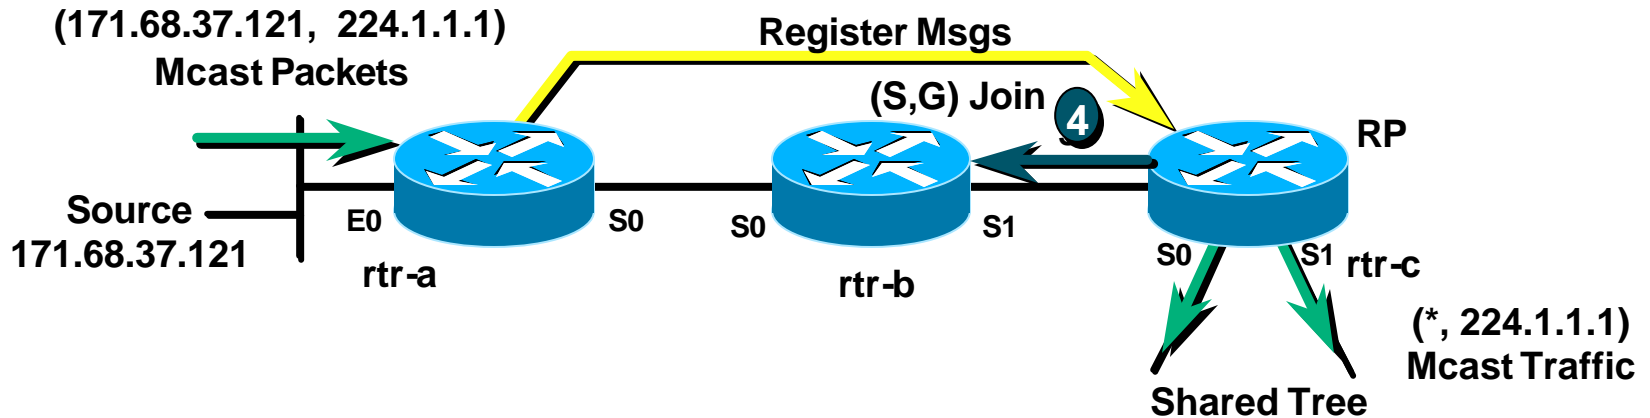 (171.68.37.121, 224.1.1.1)
Mcast Packets
Register Msgs
(S,G) Join
4
RP
Source
171.68.37.121
E0
S0
S0
S1
S0
S1
rtr-a
rtr-b
rtr-c
(*, 224.1.1.1)
Mcast Traffic
Shared Tree